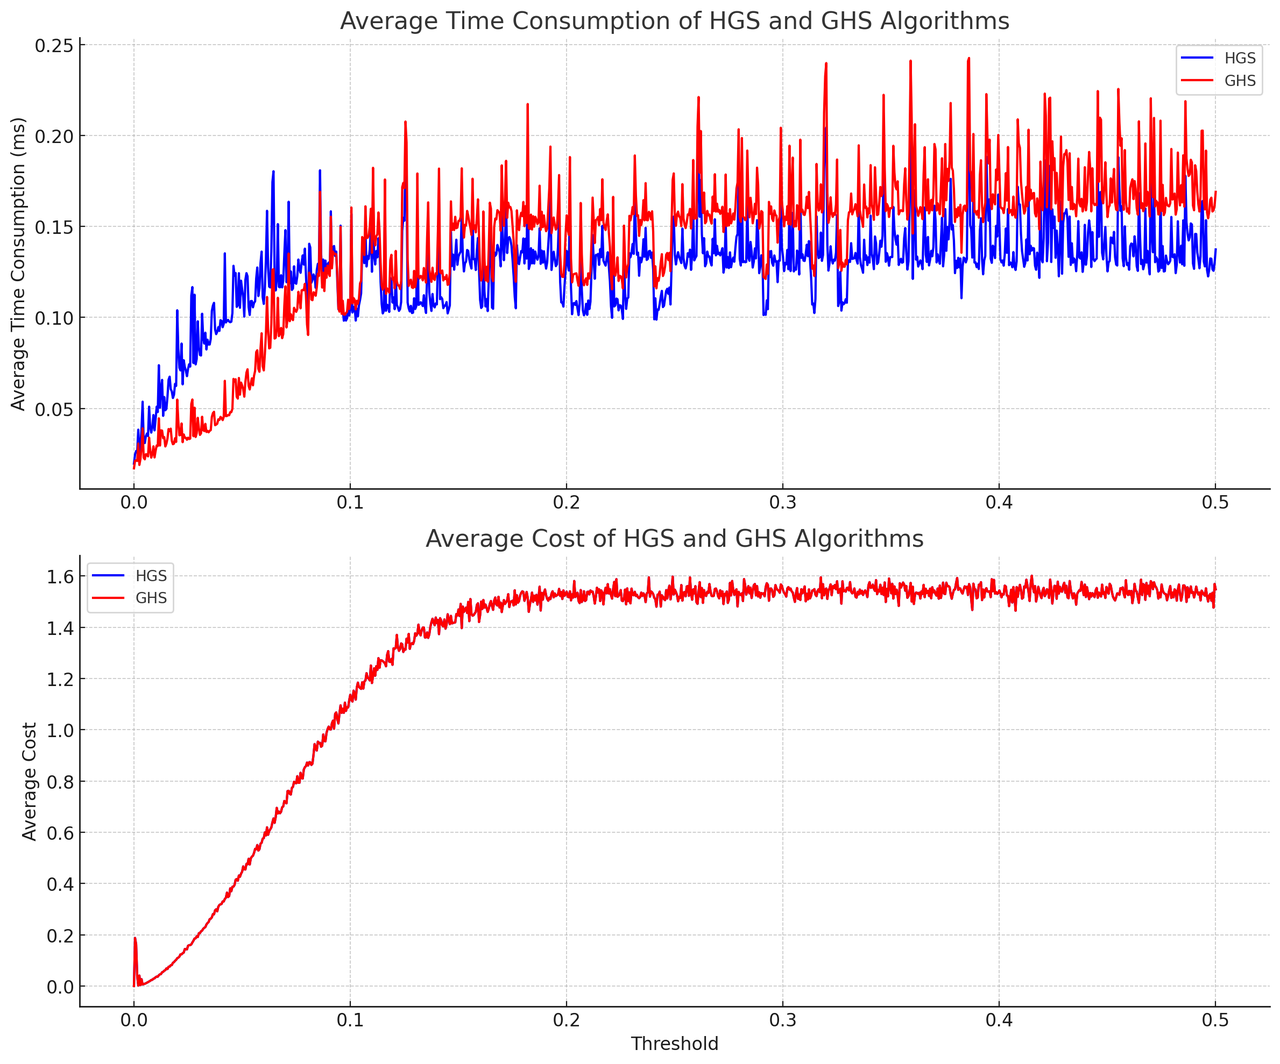 Average Time Consumption of HGS and GHS Algorithms
Average Time Consumption (ms)
0.25
0.20
0.15
0.10
0.05
HGS
GHS
0.0 0.1 0.2 0.3 0.4 0.5
Average Cost of HGS and GHS Algorithms
Average Cost
1.6
1.4
1.2
1.0
0.8
0.6
0.4
0.2
0.0
HGS
GHS
0.0 0.1 0.2 0.3 0.4 0.5
Threshold